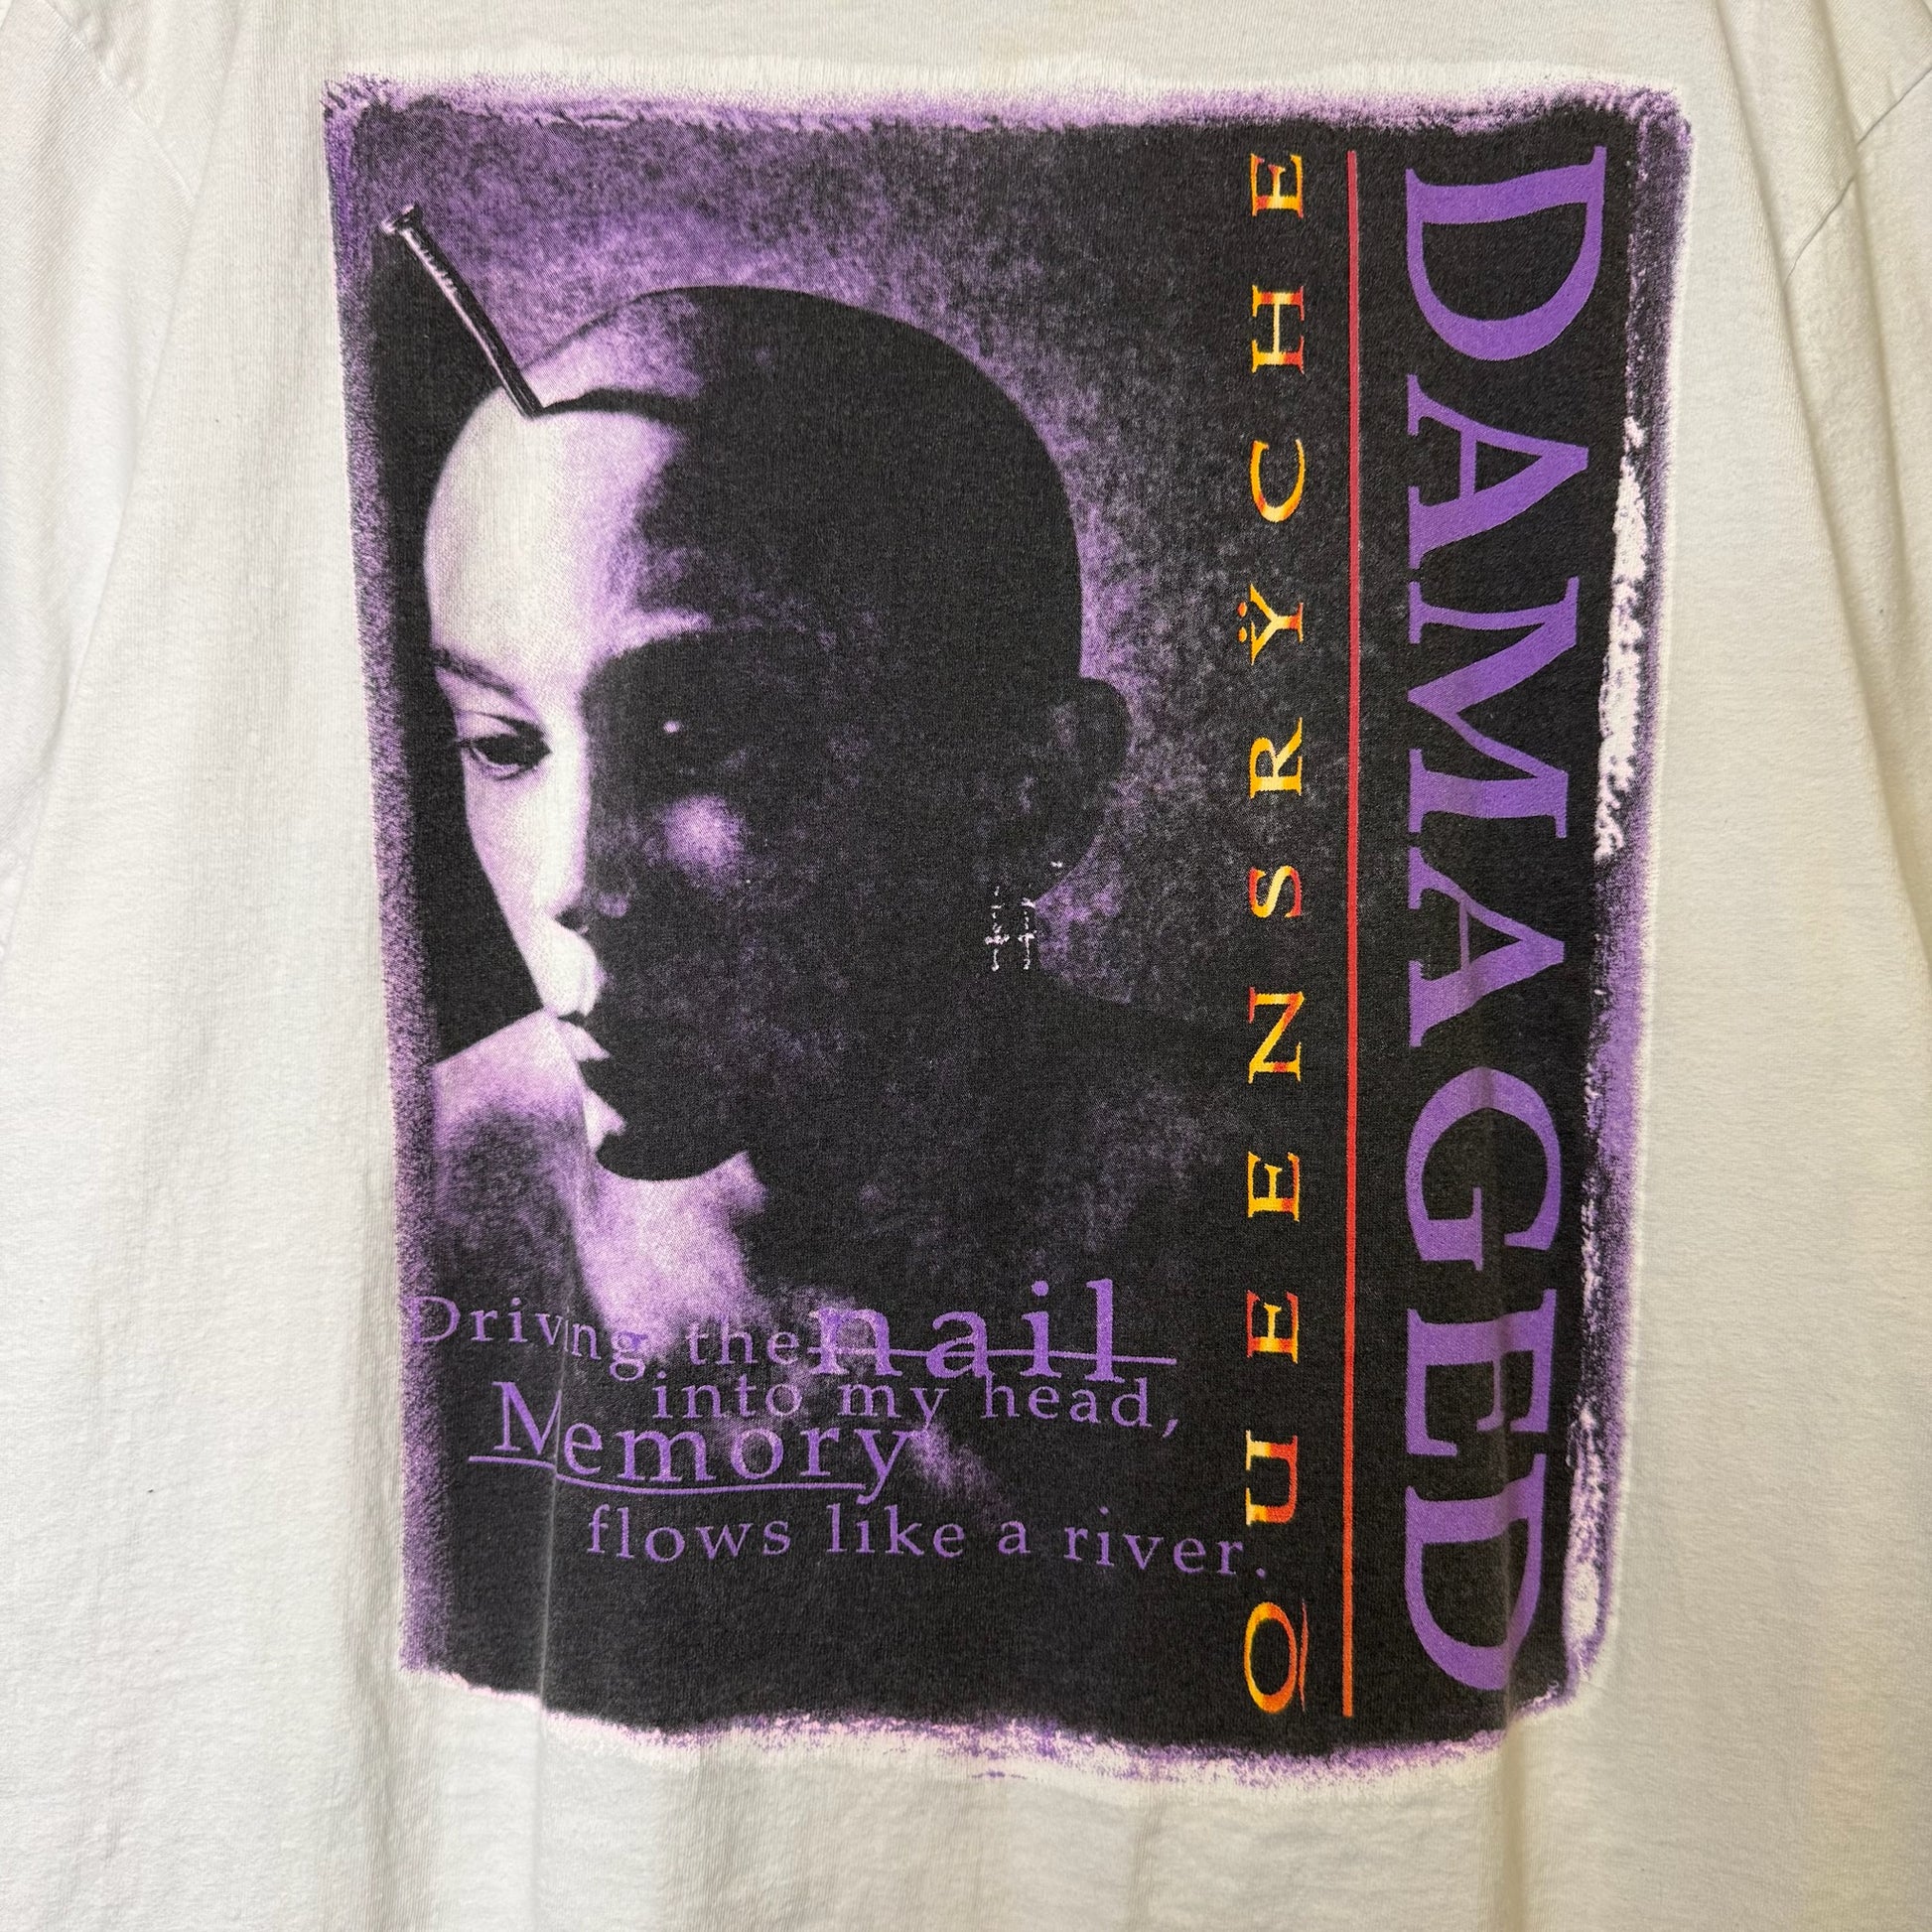 DAMAGED
QUEENSRŸCHE
Driving the nail
into my head,
Memory
flows like a river.